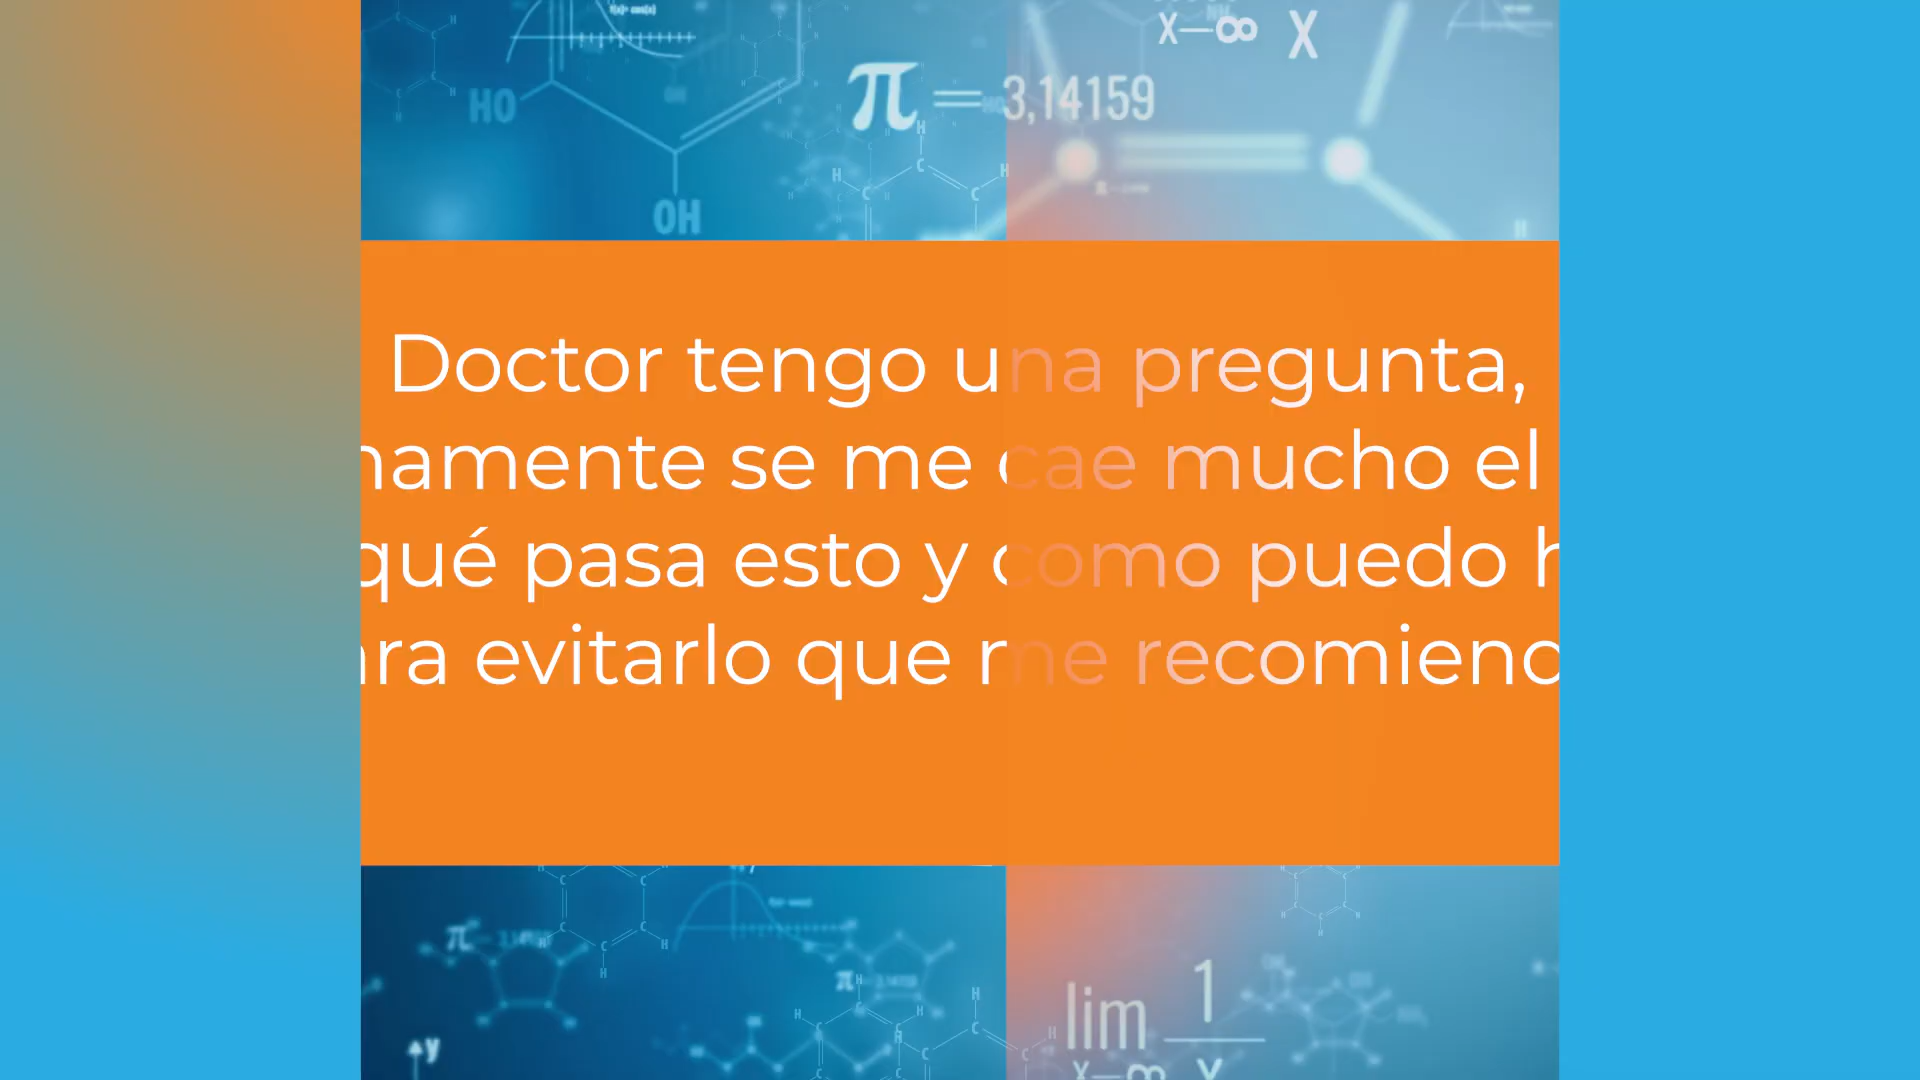 HO
OH
π = 3,14159
X—∞ X
Doctor tengo una pregunta,
namente se me cae mucho el
qué pasa esto y como puedo h
ra evitarlo que me recomien
lim 1
y